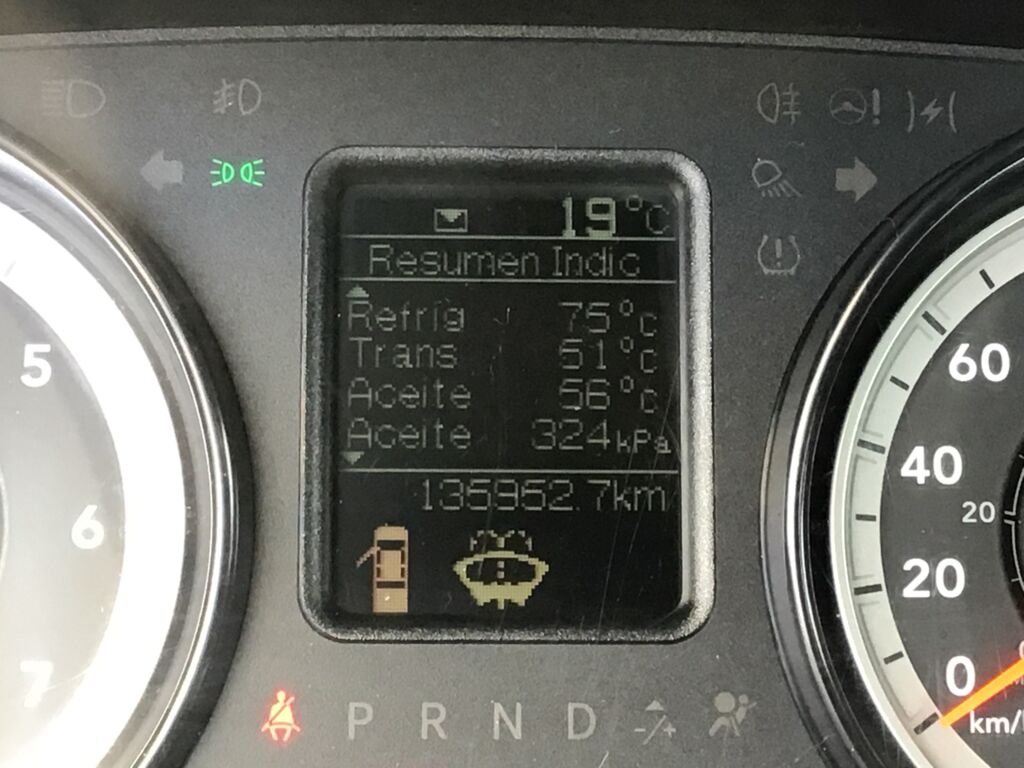 19°C
Resumen Indic
Refrig 75°C
Trans 51°C
Aceite 56°C
Aceite 324kPa
135952.7km
5
6
7
60
40
20
20
0
km/
P R N D